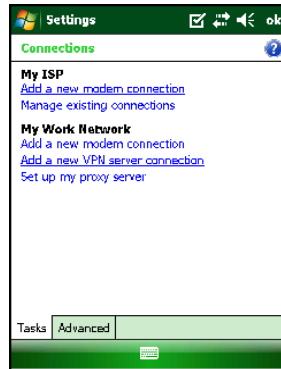 Settings
ok
Connections
?
My ISP
Add a new modem connection
Manage existing connections
My Work Network
Add a new modem connection
Add a new VPN server connection
Set up my proxy server
Tasks Advanced